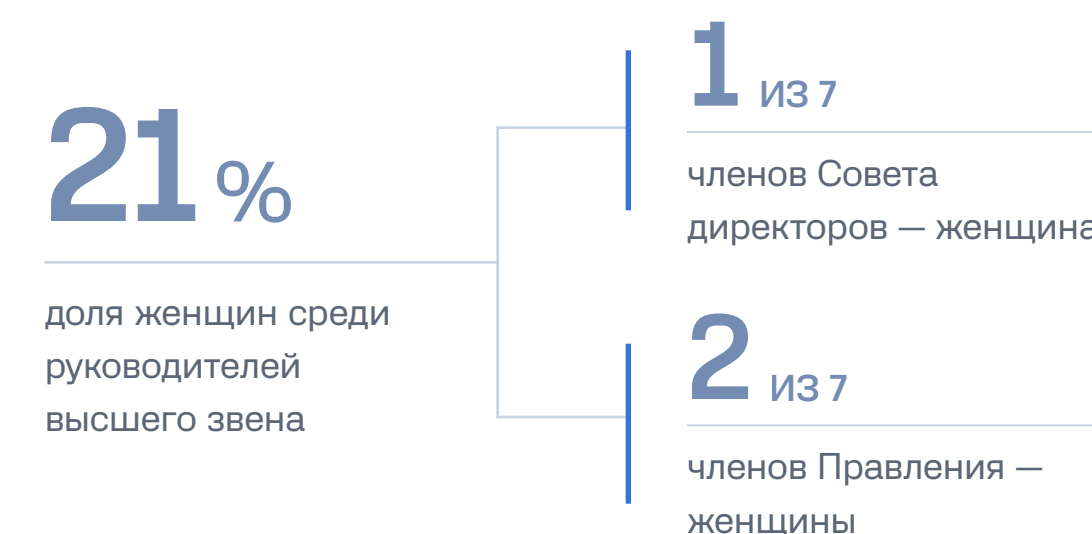 21 %
доля женщин среди
руководителей
высшего звена
1 ИЗ 7
членов Совета
директоров — женщина
2 ИЗ 7
членов Правления —
женщины